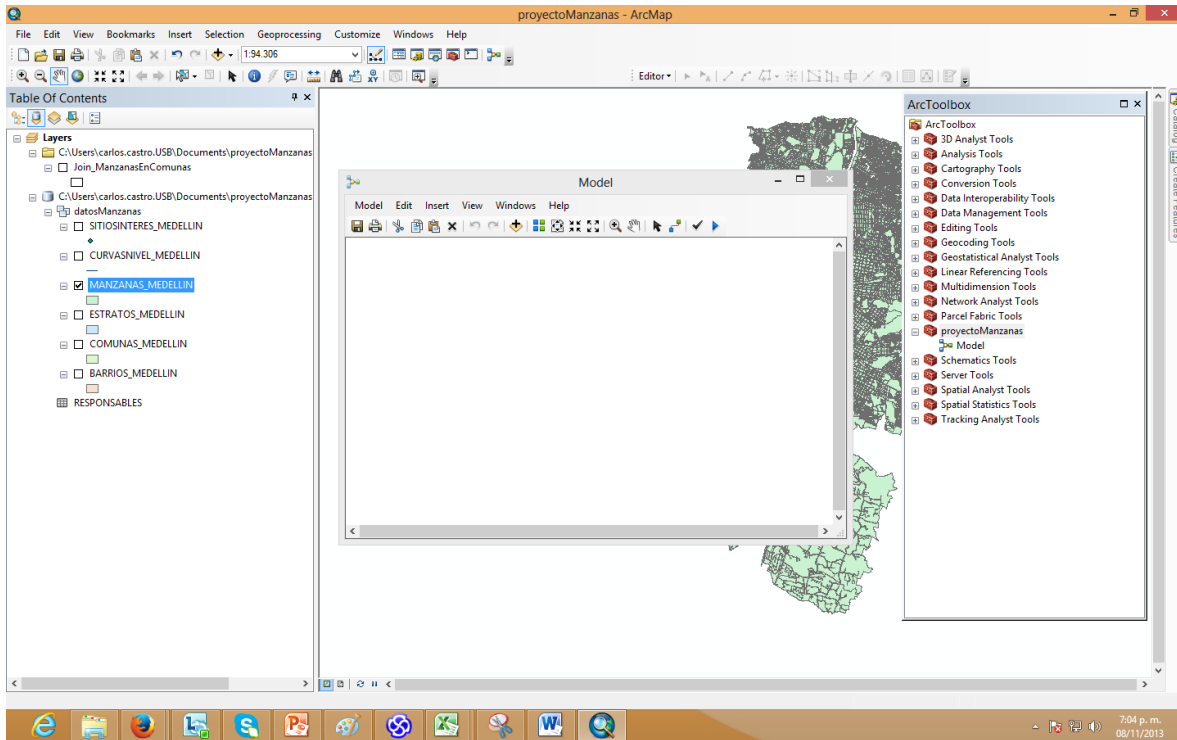 proyectoManzanas - ArcMap
File Edit View Bookmarks Insert Selection Geoprocessing Customize Windows Help
1:94.306
Editor
Table Of Contents
Layers
C:\Users\carlos.castro.USB\Documents\proyectoManzanas
Join_ManzanasEnComunas
C:\Users\carlos.castro.USB\Documents\proyectoManzanas
datosManzanas
SITIOSINTERES_MEDELLIN
CURVASNIVEL_MEDELLIN
MANZANAS_MEDELLIN
ESTRATOS_MEDELLIN
COMUNAS_MEDELLIN
BARRIOS_MEDELLIN
RESPONSABLES
Model
Model Edit Insert View Windows Help
ArcToolbox
ArcToolbox
3D Analyst Tools
Analysis Tools
Cartography Tools
Conversion Tools
Data Interoperability Tools
Data Management Tools
Editing Tools
Geocoding Tools
Geostatistical Analyst Tools
Linear Referencing Tools
Multidimension Tools
Network Analyst Tools
Parcel Fabric Tools
proyectoManzanas
Model
Schematics Tools
Server Tools
Spatial Analyst Tools
Spatial Statistics Tools
Tracking Analyst Tools
Catalog
Create Features
7:04 p. m.
08/11/2013